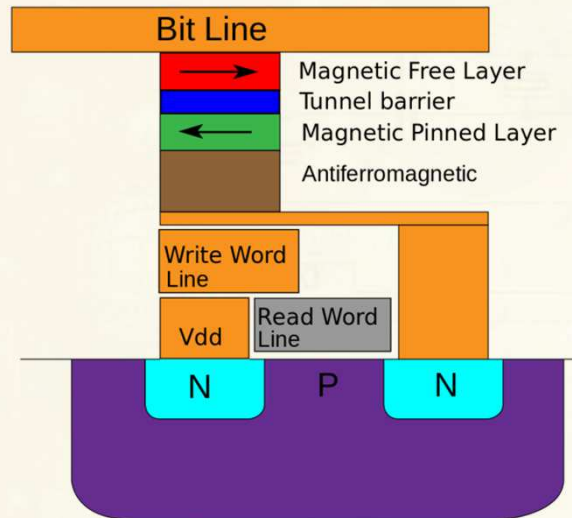 Bit Line
Magnetic Free Layer
Tunnel barrier
Magnetic Pinned Layer
Antiferromagnetic
Write Word
Line
Vdd
Read Word
Line
N
P
N